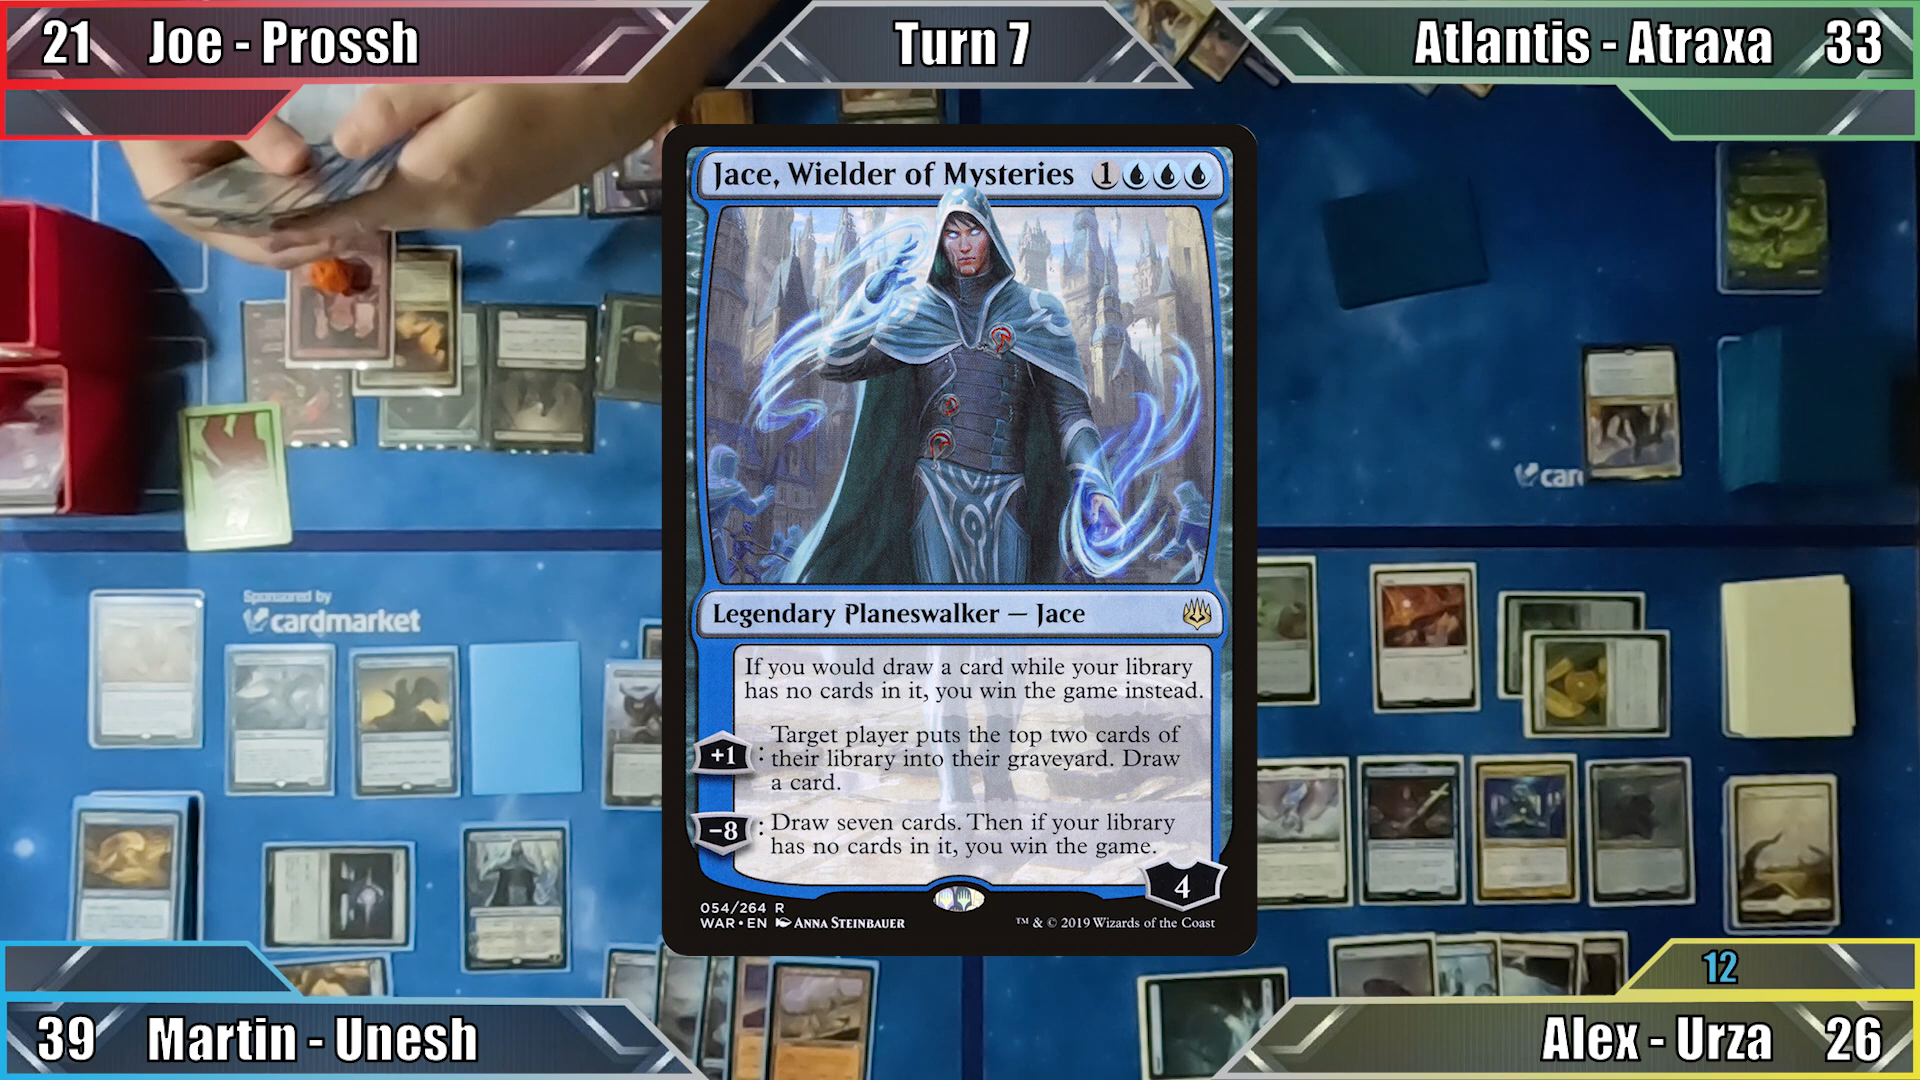 21 Joe - Prossh
Turn 7
Atlantis - Atraxa 33
Jace, Wielder of Mysteries 1
Legendary Planeswalker — Jace
If you would draw a card while your library
has no cards in it, you win the game instead.
+1 : Target player puts the top two cards of
their library into their graveyard. Draw
a card.
−8 : Draw seven cards. Then if your library
has no cards in it, you win the game.
4
054/264 R
WAR • EN Anna Steinbauer
™ & © 2019 Wizards of the Coast
Sponsored by
cardmarket
card
12
39 Martin - Unesh
Alex - Urza 26